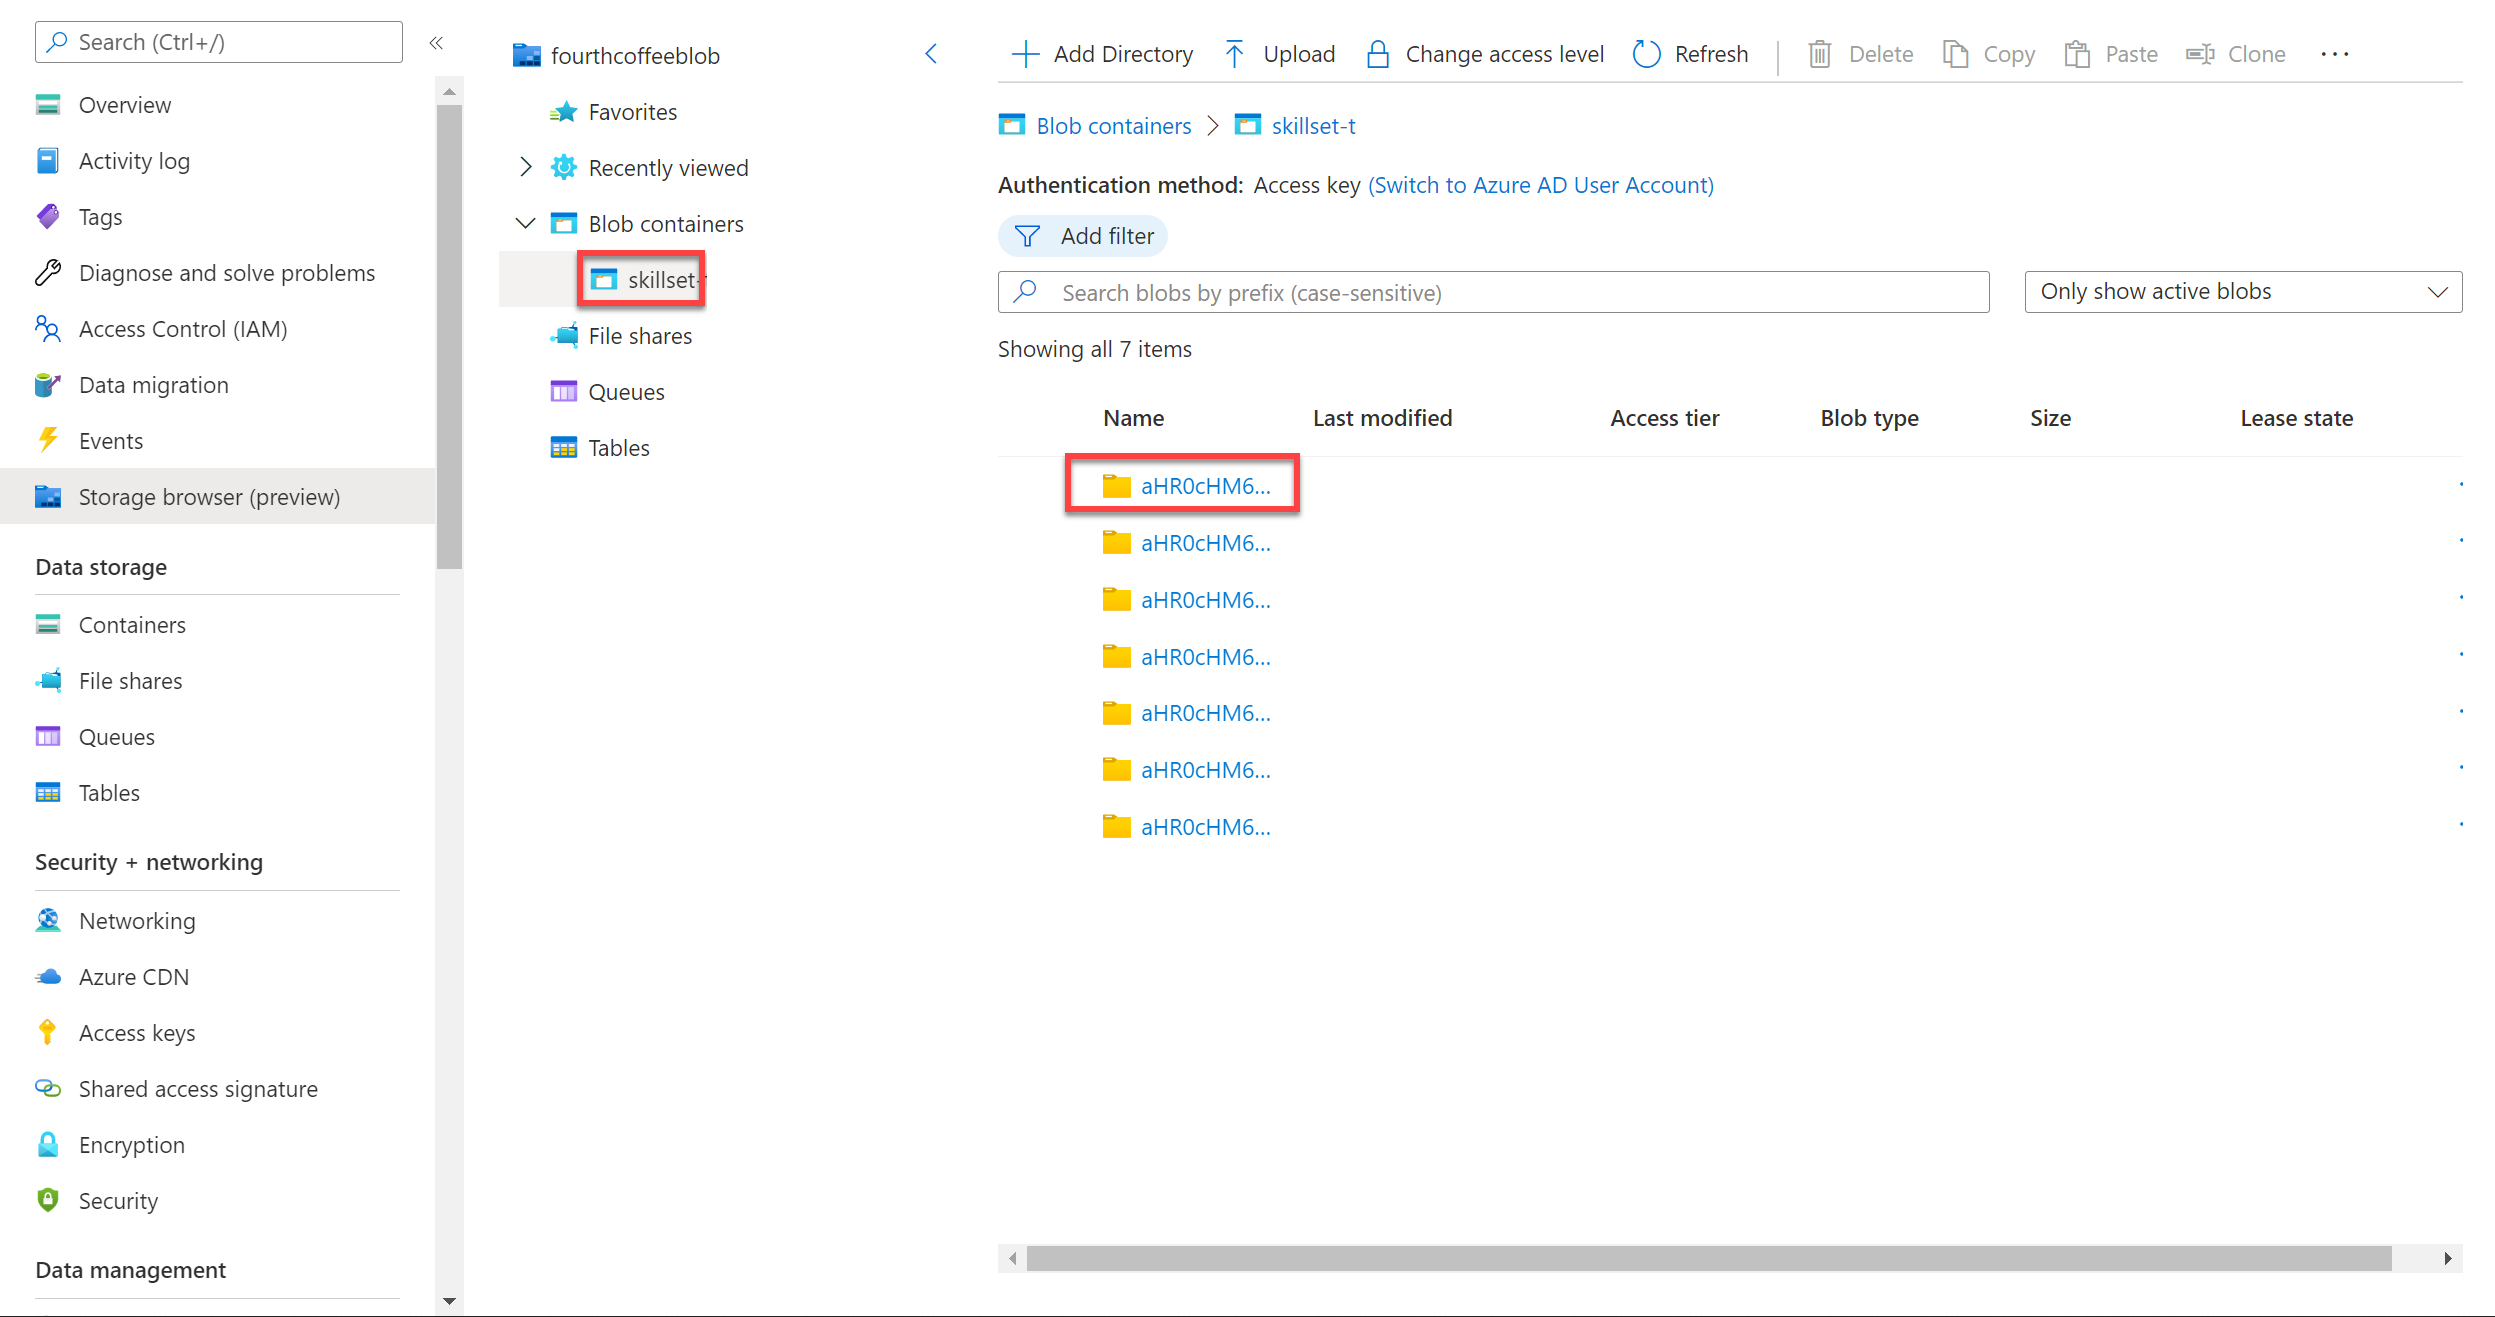 Search (Ctrl+/)
Overview
Activity log
Tags
Diagnose and solve problems
Access Control (IAM)
Data migration
Events
Storage browser (preview)
Data storage
Containers
File shares
Queues
Tables
Security + networking
Networking
Azure CDN
Access keys
Shared access signature
Encryption
Security
Data management
fourthcoffeeblob
Favorites
Recently viewed
Blob containers
skillset-t
File shares
Queues
Tables
Add Directory Upload Change access level Refresh Delete Copy Paste Clone ...
Blob containers > skillset-t
Authentication method: Access key (Switch to Azure AD User Account)
Add filter
Search blobs by prefix (case-sensitive) Only show active blobs
Showing all 7 items
Name Last modified Access tier Blob type Size Lease state
aHR0cHM6...
aHR0cHM6...
aHR0cHM6...
aHR0cHM6...
aHR0cHM6...
aHR0cHM6...
aHR0cHM6...